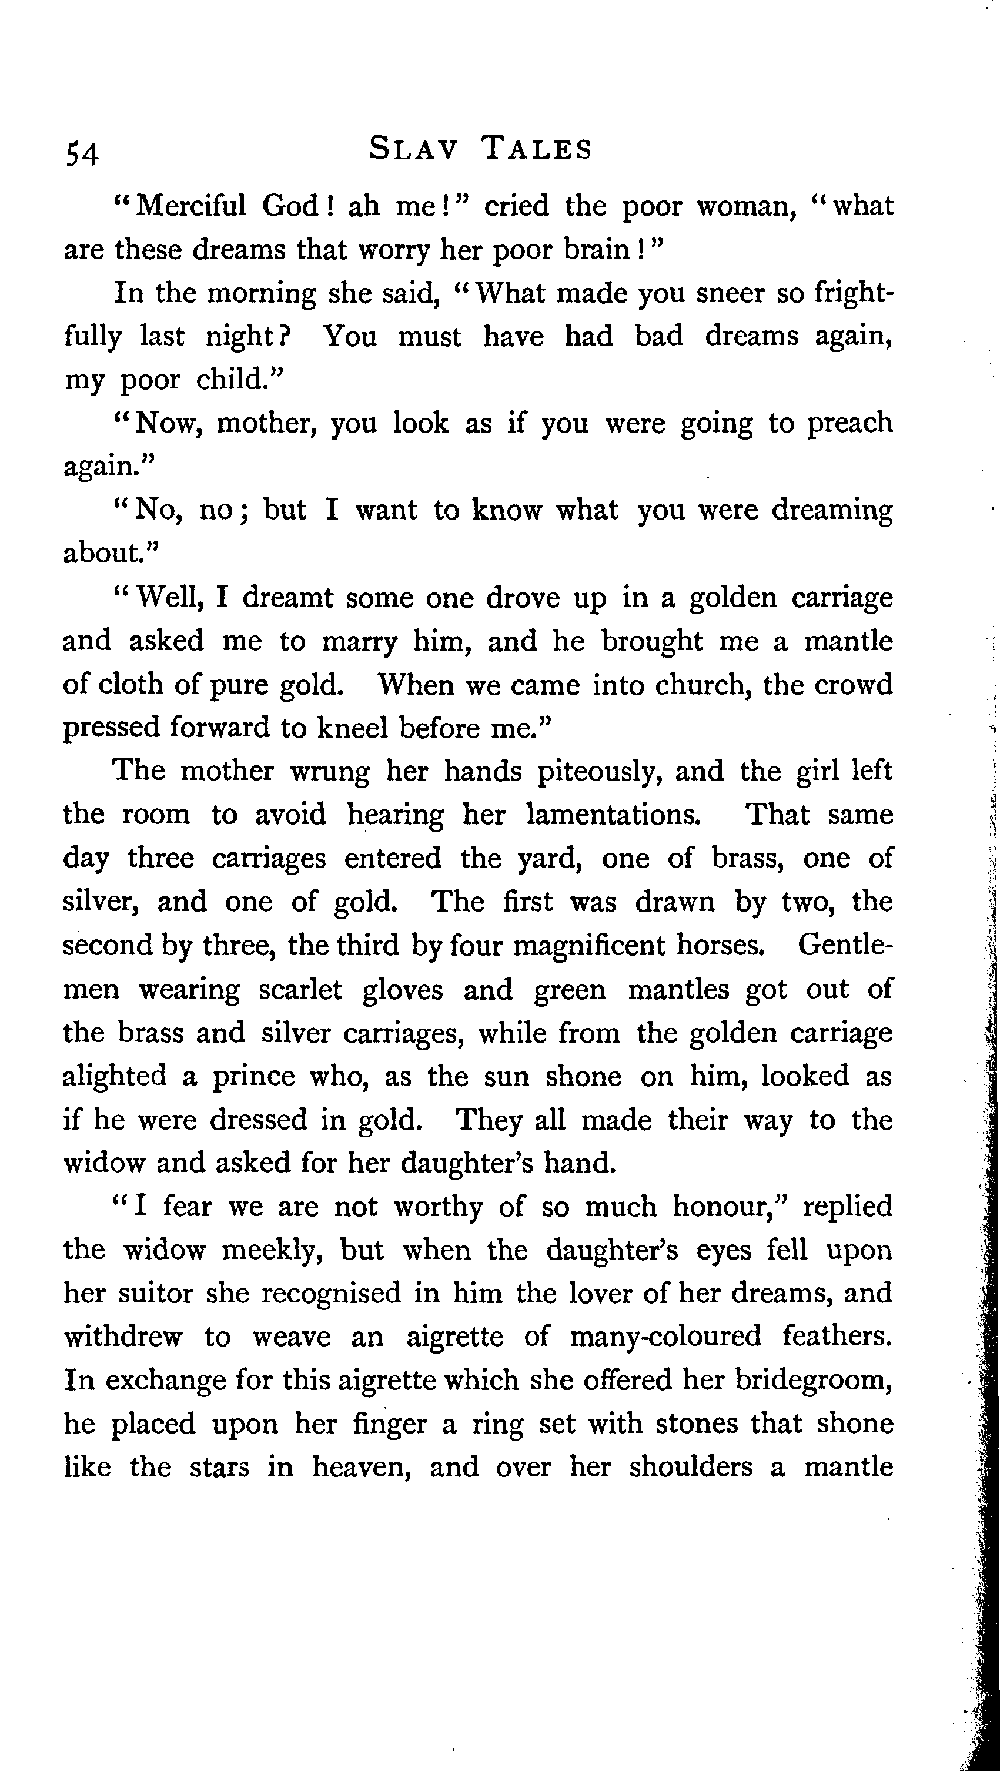 54 SLAV TALES
“Merciful God! ah me!” cried the poor woman, “what
are these dreams that worry her poor brain!”
In the morning she said, “What made you sneer so fright-
fully last night? You must have had bad dreams again,
my poor child.”
“Now, mother, you look as if you were going to preach
again.”
“No, no; but I want to know what you were dreaming
about.”
“Well, I dreamt some one drove up in a golden carriage
and asked me to marry him, and he brought me a mantle
of cloth of pure gold. When we came into church, the crowd
pressed forward to kneel before me.”
The mother wrung her hands piteously, and the girl left
the room to avoid hearing her lamentations. That same
day three carriages entered the yard, one of brass, one of
silver, and one of gold. The first was drawn by two, the
second by three, the third by four magnificent horses. Gentle-
men wearing scarlet gloves and green mantles got out of
the brass and silver carriages, while from the golden carriage
alighted a prince who, as the sun shone on him, looked as
if he were dressed in gold. They all made their way to the
widow and asked for her daughter’s hand.
“I fear we are not worthy of so much honour,” replied
the widow meekly, but when the daughter’s eyes fell upon
her suitor she recognised in him the lover of her dreams, and
withdrew to weave an aigrette of many-coloured feathers.
In exchange for this aigrette which she offered her bridegroom,
he placed upon her finger a ring set with stones that shone
like the stars in heaven, and over her shoulders a mantle